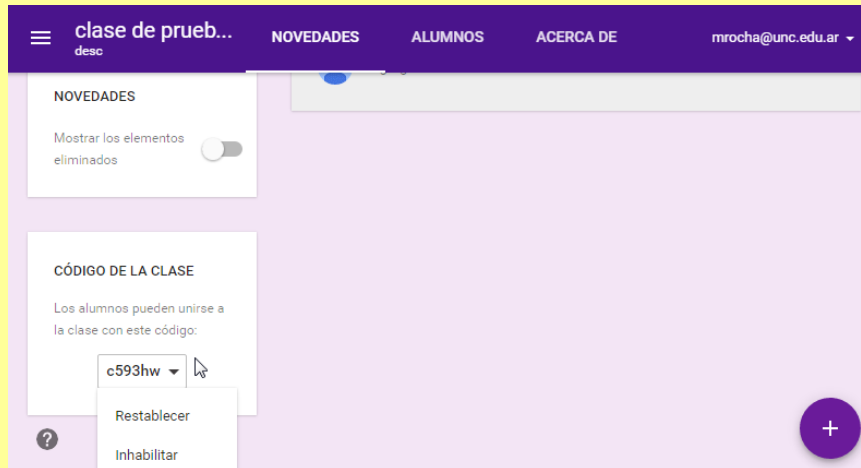 clase de prueb...
desc
NOVEDADES
ALUMNOS
ACERCA DE
mrocha@unc.edu.ar
NOVEDADES
Mostrar los elementos
eliminados
CÓDIGO DE LA CLASE
Los alumnos pueden unirse a
la clase con este código:
c593hw
Restablecer
Inhabilitar
?
+